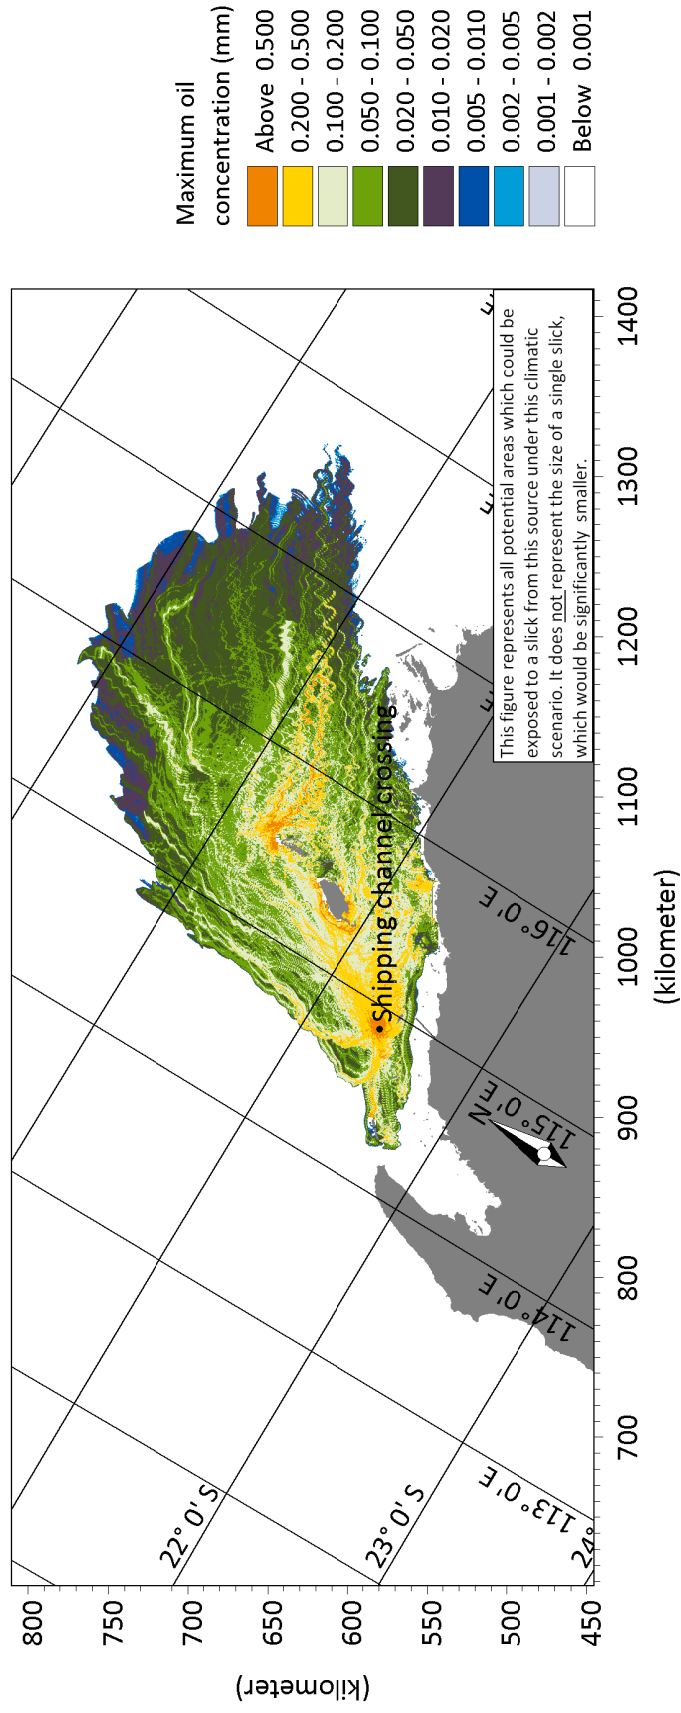 Maximum oil
concentration (mm)
Above 0.500
0.200 - 0.500
0.100 - 0.200
0.050 - 0.100
0.020 - 0.050
0.010 - 0.020
0.005 - 0.010
0.002 - 0.005
0.001 - 0.002
Below 0.001
800
750
700
650
600
550
500
450
(kilometer)
22° 0' S
23° 0' S
24°
113° 0' E
114° 0' E
115° 0' E
116° 0' E
N
Shipping channel crossing
This figure represents all potential areas which could be
exposed to a slick from this source under this climatic
scenario. It does not represent the size of a single slick,
which would be significantly smaller.
700
800
900
1000
1100
1200
1300
1400
(kilometer)